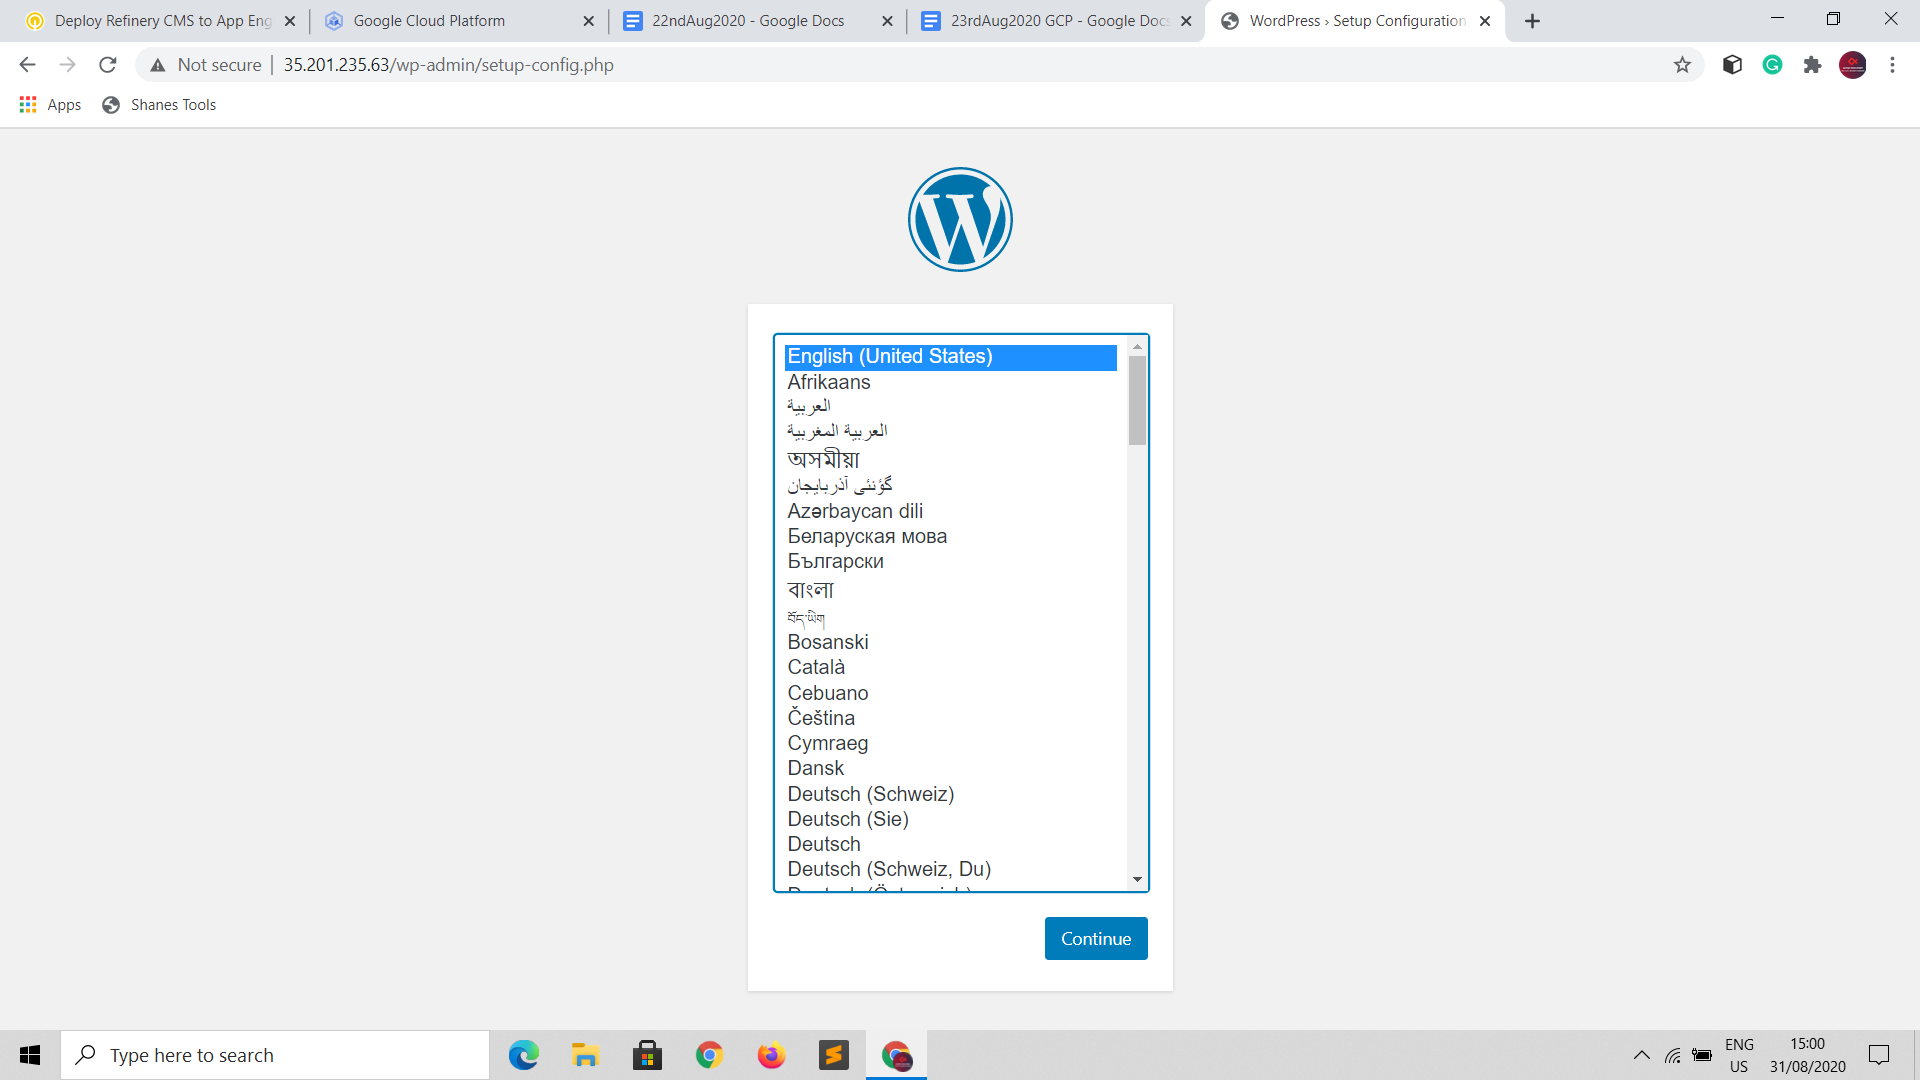 Deploy Refinery CMS to App Eng
Google Cloud Platform
22ndAug2020 - Google Docs
23rdAug2020 GCP - Google Docs
WordPress › Setup Configuration
Not secure
35.201.235.63/wp-admin/setup-config.php
Apps
Shanes Tools
English (United States)
Afrikaans
العربية
العربية المغربية
অসমীয়া
گؤنئی آذربایجان
Azərbaycan dili
Беларуская мова
Български
বাংলা
བོད་ཡིག
Bosanski
Català
Cebuano
Čeština
Cymraeg
Dansk
Deutsch (Schweiz)
Deutsch (Sie)
Deutsch
Deutsch (Schweiz, Du)
Deutsch (Österreich)
Continue
Type here to search
ENG
US
15:00
31/08/2020